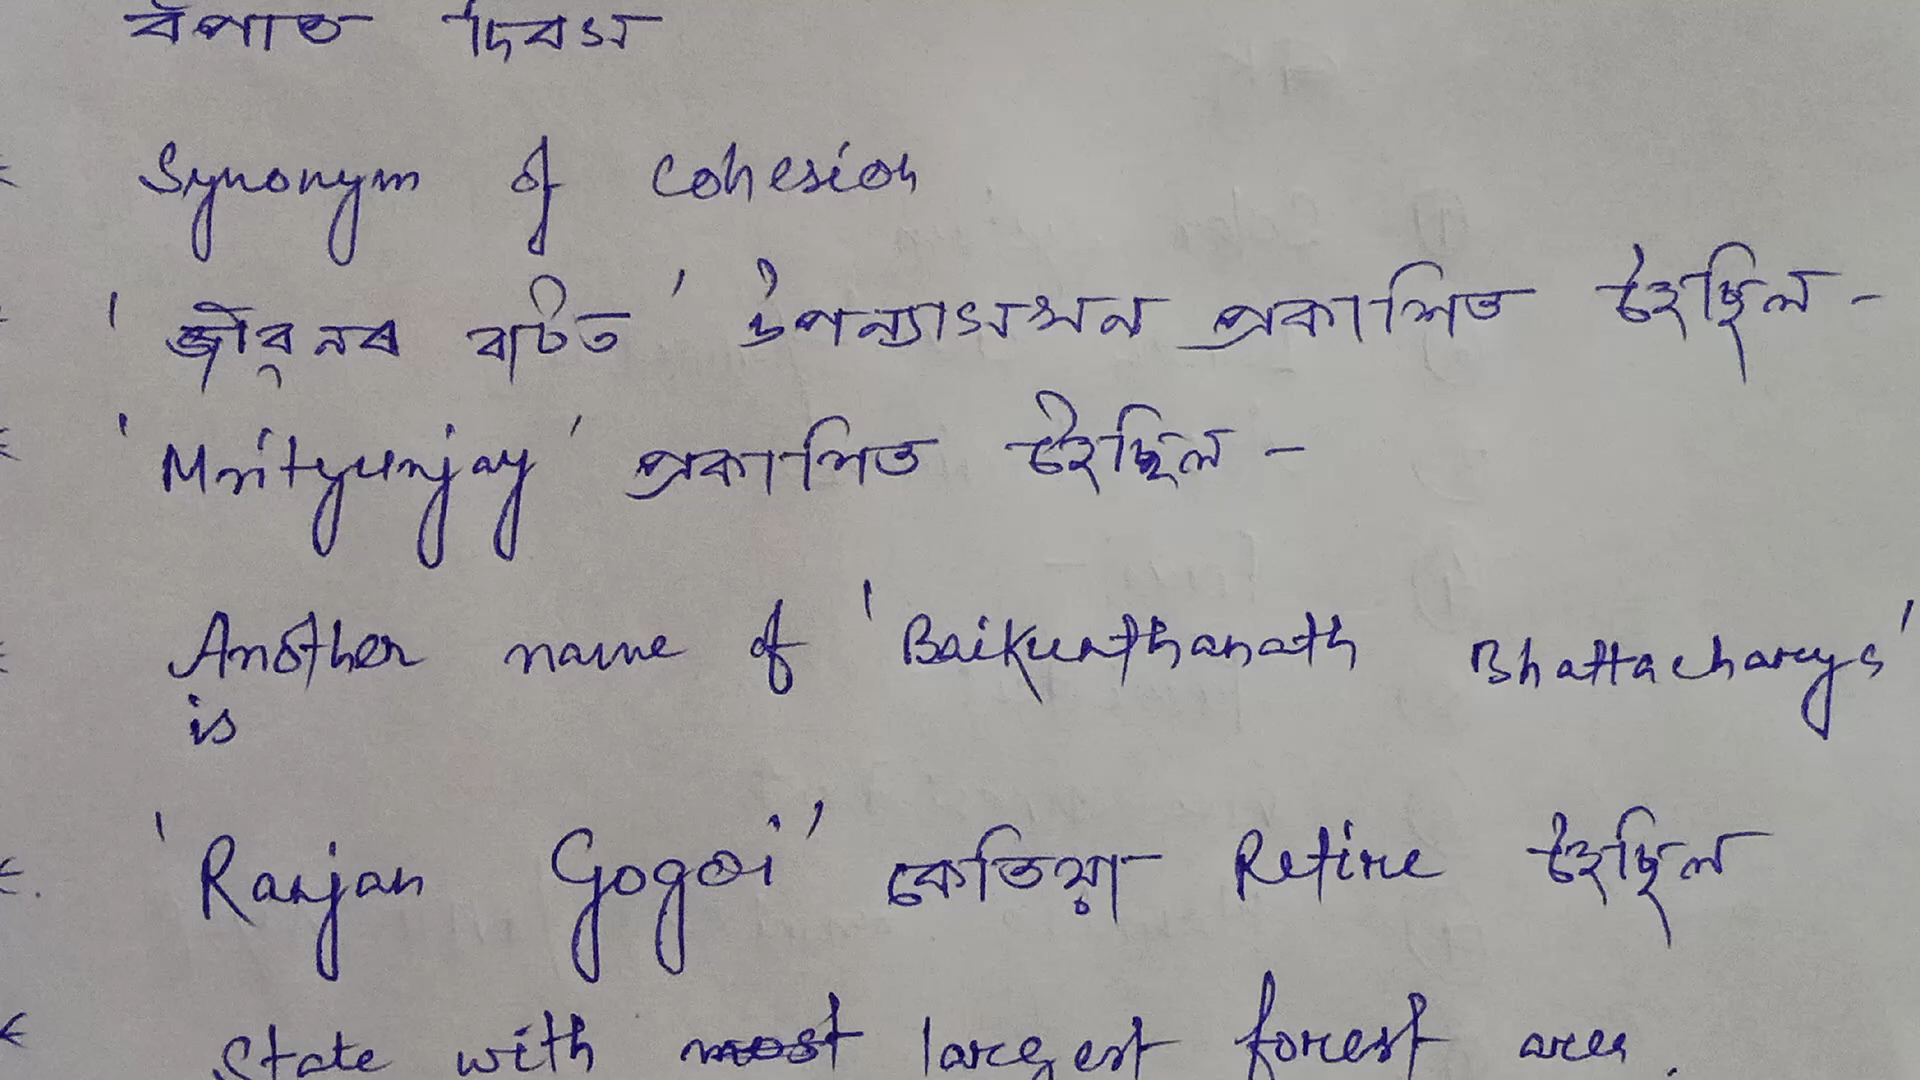 দিৱস
Synonym of Cohesion
' জীৱনৰ বাটত ' উপন্যাসখন প্ৰকাশিত হৈছিল -
' Mrityunjay ' প্ৰকাশিত হৈছিল -
Another name of ' Baikunthanath Bhattacharya '
is
' Ranjan Gogoi ' কেতিয়া Retire হৈছিল
State with most largest forest area.